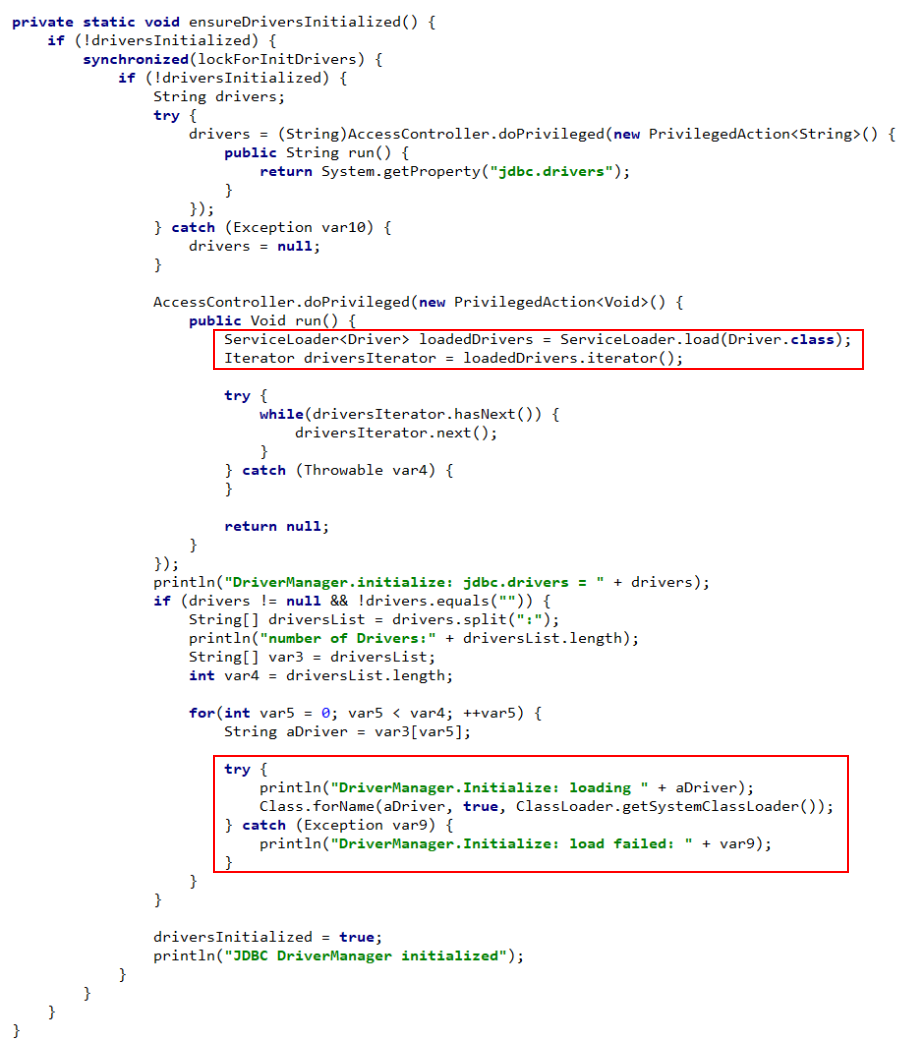 private static void ensureDriversInitialized() {
    if (!driversInitialized) {
        synchronized(lockForInitDrivers) {
            if (!driversInitialized) {
                String drivers;
                try {
                    drivers = (String)AccessController.doPrivileged(new PrivilegedAction<String>() {
                        public String run() {
                            return System.getProperty("jdbc.drivers");
                        }
                    });
                } catch (Exception var10) {
                    drivers = null;
                }

                AccessController.doPrivileged(new PrivilegedAction<Void>() {
                    public Void run() {
                        ServiceLoader<Driver> loadedDrivers = ServiceLoader.load(Driver.class);
                        Iterator driversIterator = loadedDrivers.iterator();

                        try {
                            while(driversIterator.hasNext()) {
                                driversIterator.next();
                            }
                        } catch (Throwable var4) {
                        }

                        return null;
                    }
                });
                println("DriverManager.initialize: jdbc.drivers = " + drivers);
                if (drivers != null && !drivers.equals("")) {
                    String[] driversList = drivers.split(":");
                    println("number of Drivers:" + driversList.length);
                    String[] var3 = driversList;
                    int var4 = driversList.length;

                    for(int var5 = 0; var5 < var4; ++var5) {
                        String aDriver = var3[var5];

                        try {
                            println("DriverManager.Initialize: loading " + aDriver);
                            Class.forName(aDriver, true, ClassLoader.getSystemClassLoader());
                        } catch (Exception var9) {
                            println("DriverManager.Initialize: load failed: " + var9);
                        }
                    }
                }

                driversInitialized = true;
                println("JDBC DriverManager initialized");
            }
        }
    }
}